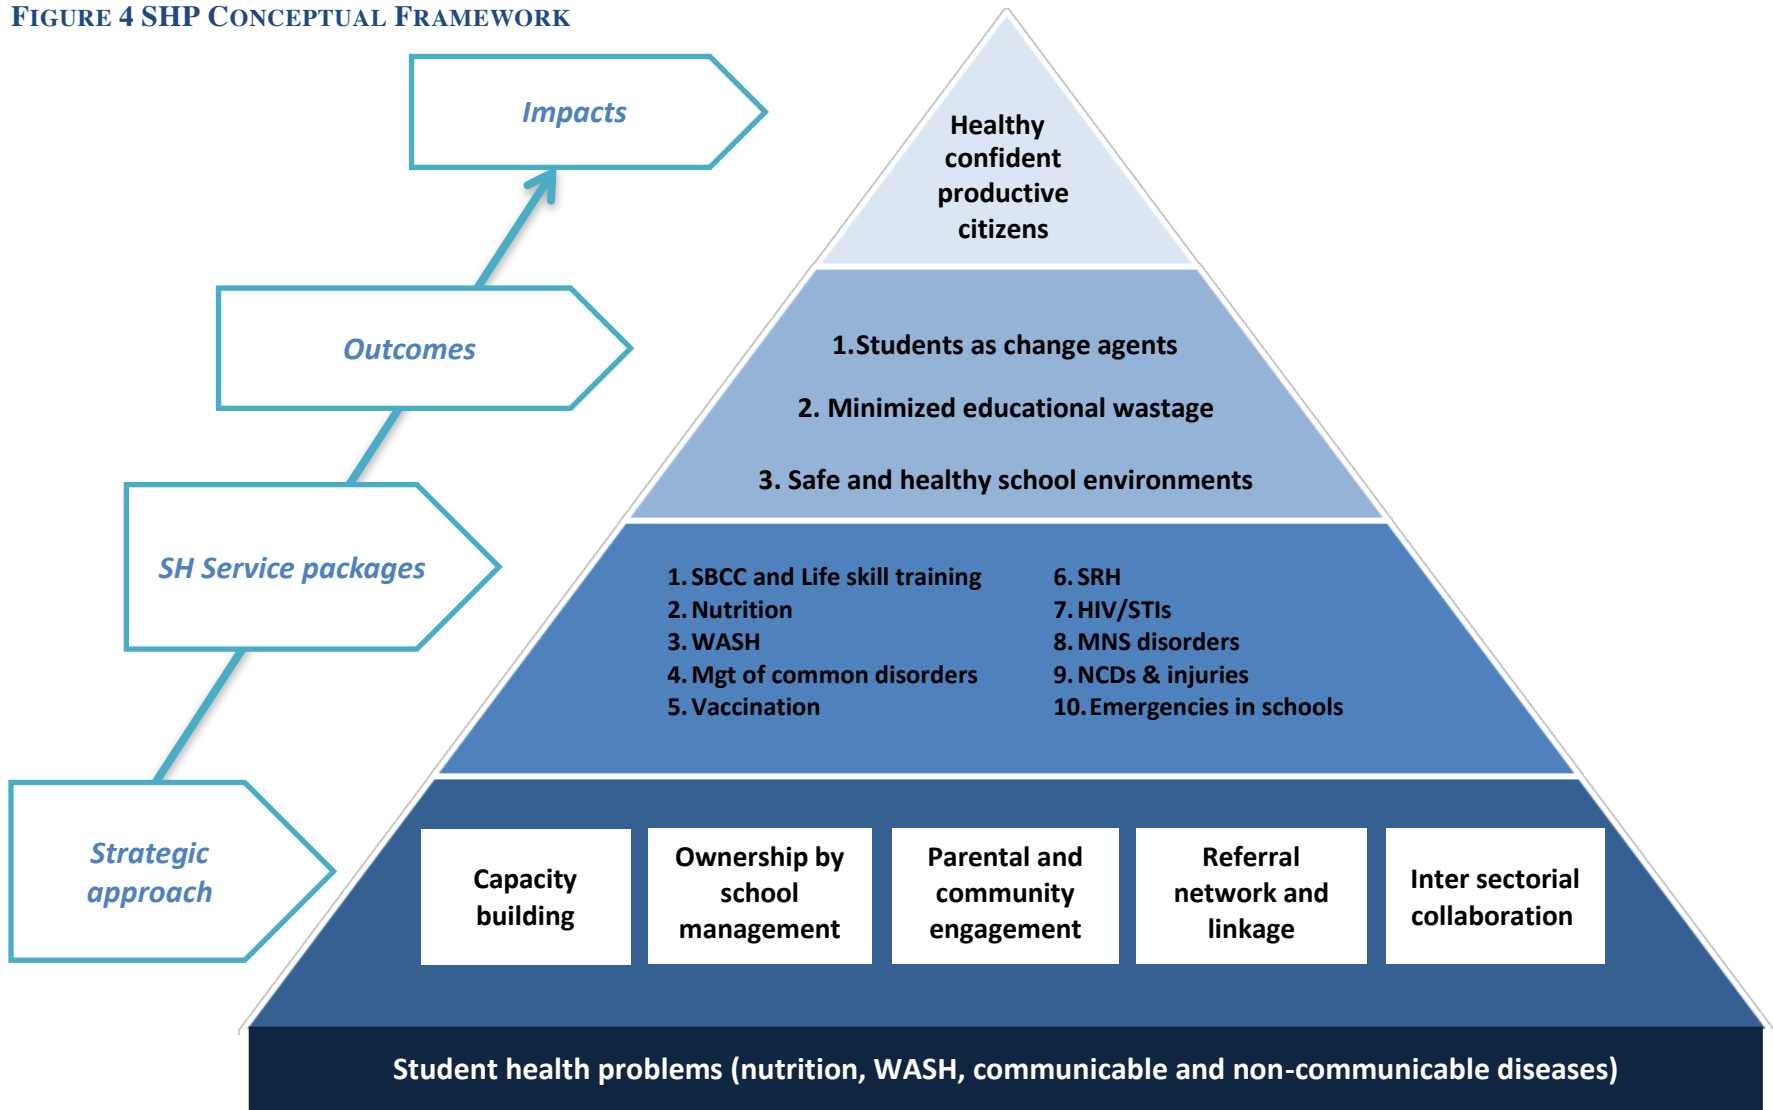 FIGURE 4 SHP CONCEPTUAL FRAMEWORK
Impacts
Healthy
confident
productive
citizens
Outcomes
1.Students as change agents
2. Minimized educational wastage
3. Safe and healthy school environments
SH Service packages
1. SBCC and Life skill training
2. Nutrition
3. WASH
4. Mgt of common disorders
5. Vaccination
6. SRH
7. HIV/STIs
8. MNS disorders
9. NCDs & injuries
10. Emergencies in schools
Strategic
approach
Capacity
building
Ownership by
school
management
Parental and
community
engagement
Referral
network and
linkage
Inter sectorial
collaboration
Student health problems (nutrition, WASH, communicable and non-communicable diseases)